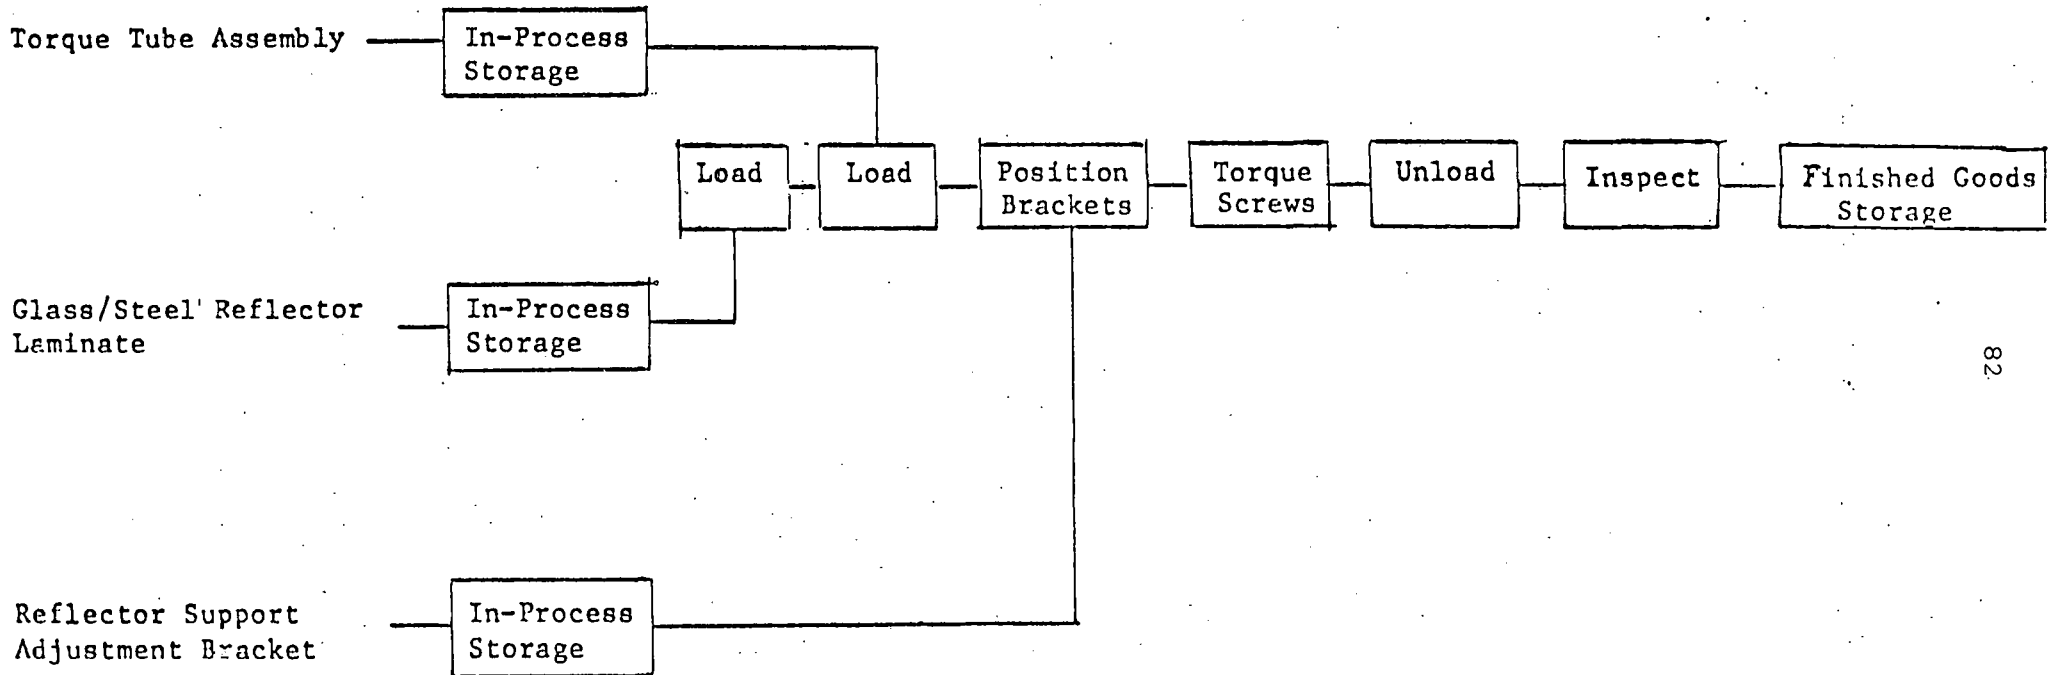 Torque Tube Assembly
In-Process
Storage
Load
Load
Position
Brackets
Torque
Screws
Unload
Inspect
Finished Goods
Storage
Glass/Steel Reflector
Laminate
In-Process
Storage
82
Reflector Support
Adjustment Bracket
In-Process
Storage